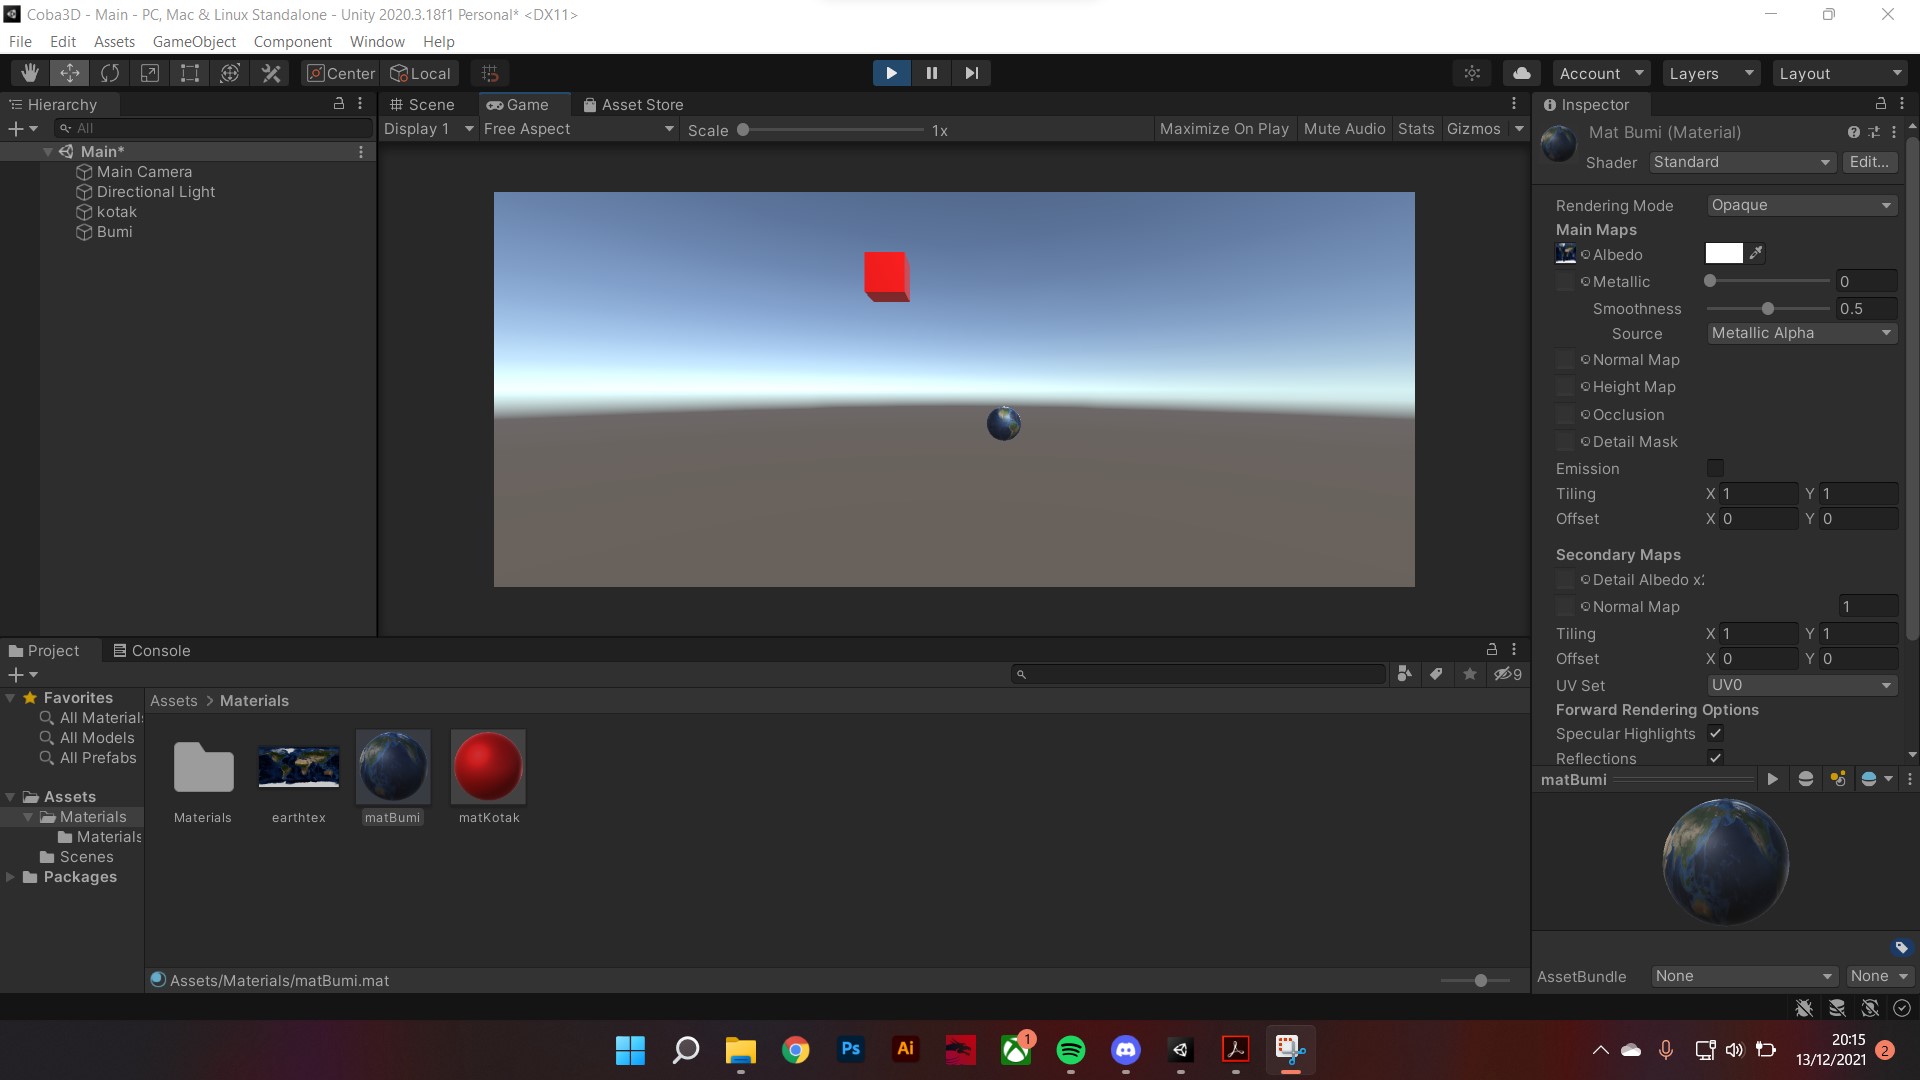 Coba3D - Main - PC, Mac & Linux Standalone - Unity 2020.3.18f1 Personal* <DX11>
File Edit Assets GameObject Component Window Help
Center Local Account Layers Layout
Hierarchy
All
Main*
Main Camera
Directional Light
kotak
Bumi
Scene Game Asset Store
Display 1 Free Aspect Scale 1x Maximize On Play Mute Audio Stats Gizmos
Inspector
Mat Bumi (Material)
Shader Standard Edit...
Rendering Mode Opaque
Main Maps
Albedo
Metallic 0
Smoothness 0.5
Source Metallic Alpha
Normal Map
Height Map
Occlusion
Detail Mask
Emission
Tiling X 1 Y 1
Offset X 0 Y 0
Secondary Maps
Detail Albedo x2
Normal Map 1
Tiling X 1 Y 1
Offset X 0 Y 0
UV Set UV0
Forward Rendering Options
Specular Highlights
Reflections
matBumi
AssetBundle None None
Project Console
9
Favorites
All Materials
All Models
All Prefabs
Assets
Materials
Materials
Scenes
Packages
Assets > Materials
Materials earthtex matBumi matKotak
Assets/Materials/matBumi.mat
Ps Ai 1
20:15
13/12/2021 2